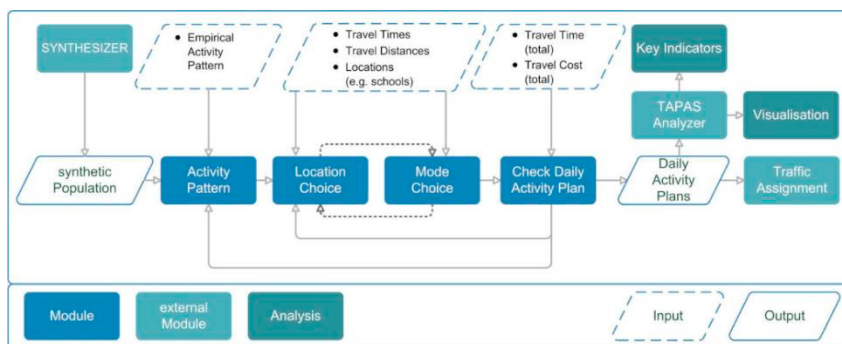 SYNTHESIZER
• Empirical
Activity
Pattern
• Travel Times
• Travel Distances
• Locations
(e.g. schools)
• Travel Time
(total)
• Travel Cost
(total)
Key Indicators
TAPAS
Analyzer
Visualisation
synthetic
Population
Activity
Pattern
Location
Choice
Mode
Choice
Check Daily
Activity Plan
Daily
Activity
Plans
Traffic
Assignment
Module
external
Module
Analysis
Input
Output